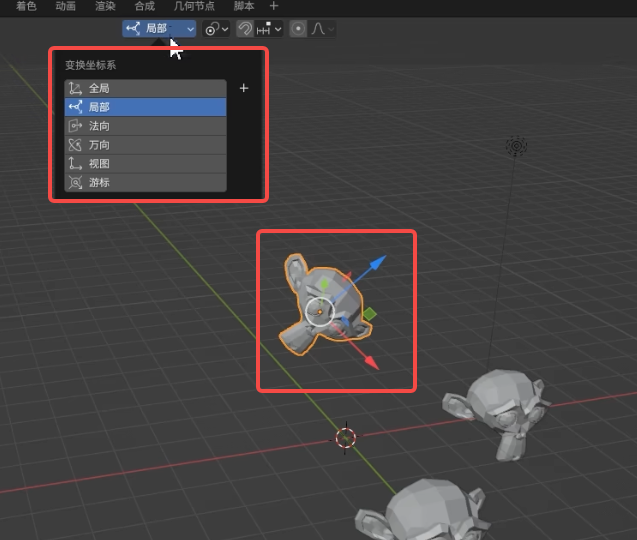 着色 动画 渲染 合成 几何节点 脚本 +
局部
变换坐标系
全局 +
局部
法向
万向
视图
游标